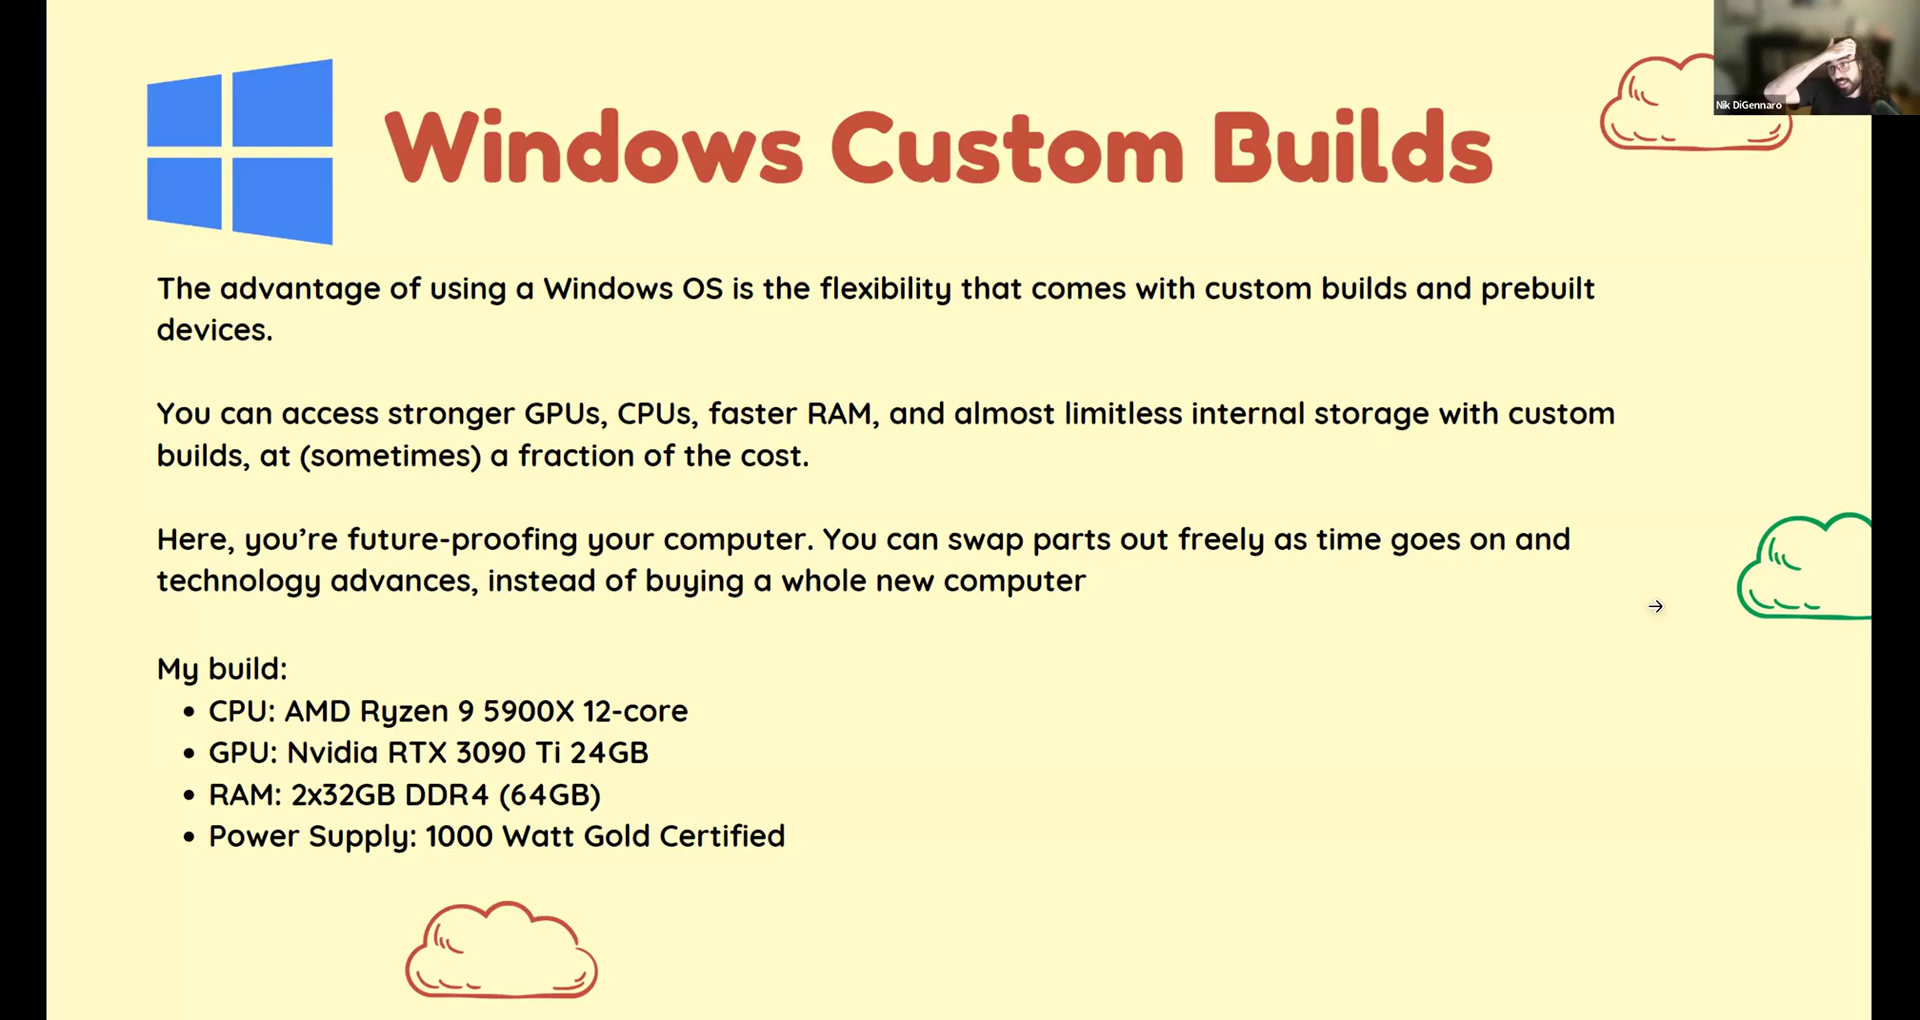 Nik DiGennaro
Windows Custom Builds
The advantage of using a Windows OS is the flexibility that comes with custom builds and prebuilt
devices.
You can access stronger GPUs, CPUs, faster RAM, and almost limitless internal storage with custom
builds, at (sometimes) a fraction of the cost.
Here, you’re future-proofing your computer. You can swap parts out freely as time goes on and
technology advances, instead of buying a whole new computer
My build:
• CPU: AMD Ryzen 9 5900X 12-core
• GPU: Nvidia RTX 3090 Ti 24GB
• RAM: 2x32GB DDR4 (64GB)
• Power Supply: 1000 Watt Gold Certified